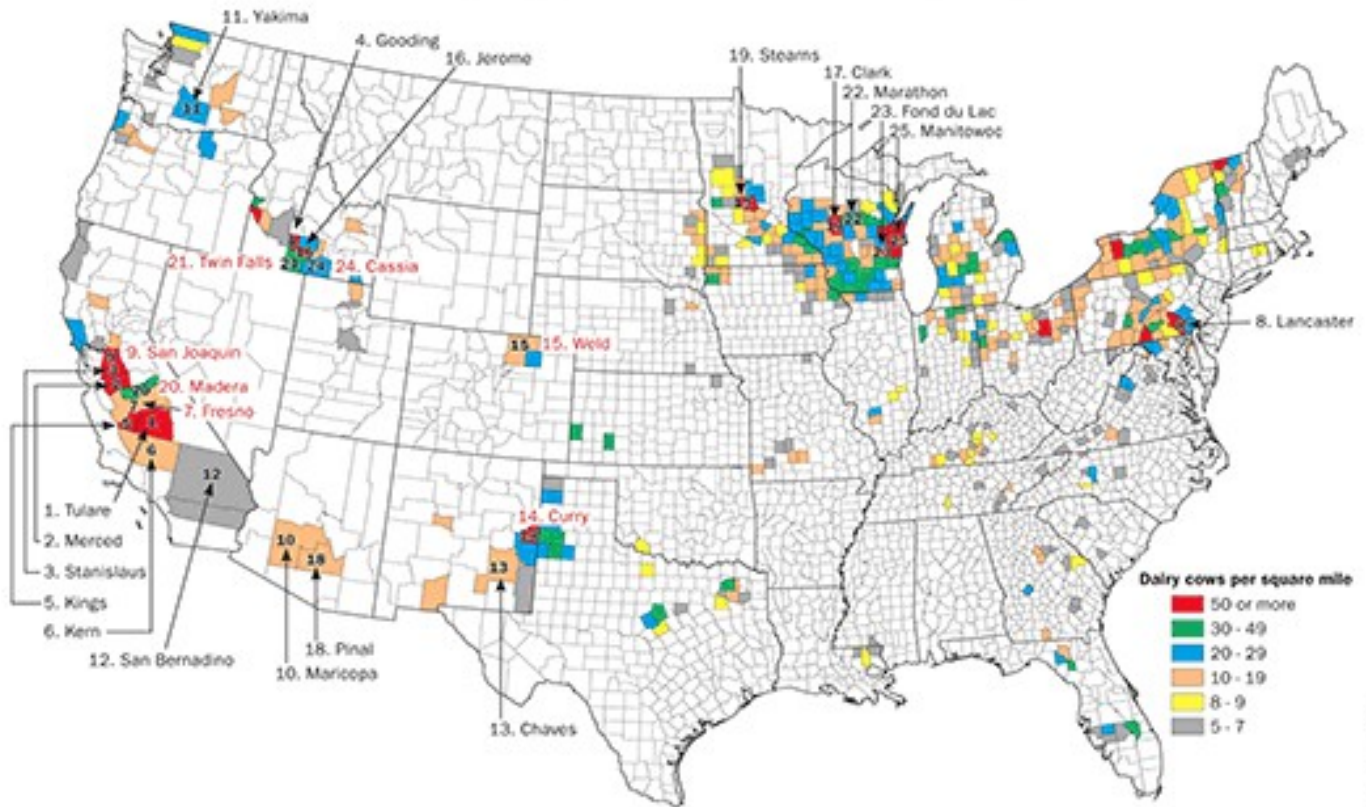 11. Yakima
4. Gooding
16. Jerome
19. Stearns
17. Clark
22. Marathon
23. Fond du Lac
25. Manitowoc
11
21. Twin Falls
24. Cassia
8. Lancaster
15
15. Weld
9. San Joaquin
20. Madera
7. Fresno
6
12
1. Tulare
2. Merced
3. Stanislaus
5. Kings
6. Kern
12. San Bernadino
14. Curry
10
18
13
18. Pinal
10. Maricopa
13. Chaves
Dairy cows per square mile
50 or more
30 - 49
20 - 29
10 - 19
8 - 9
5 - 7